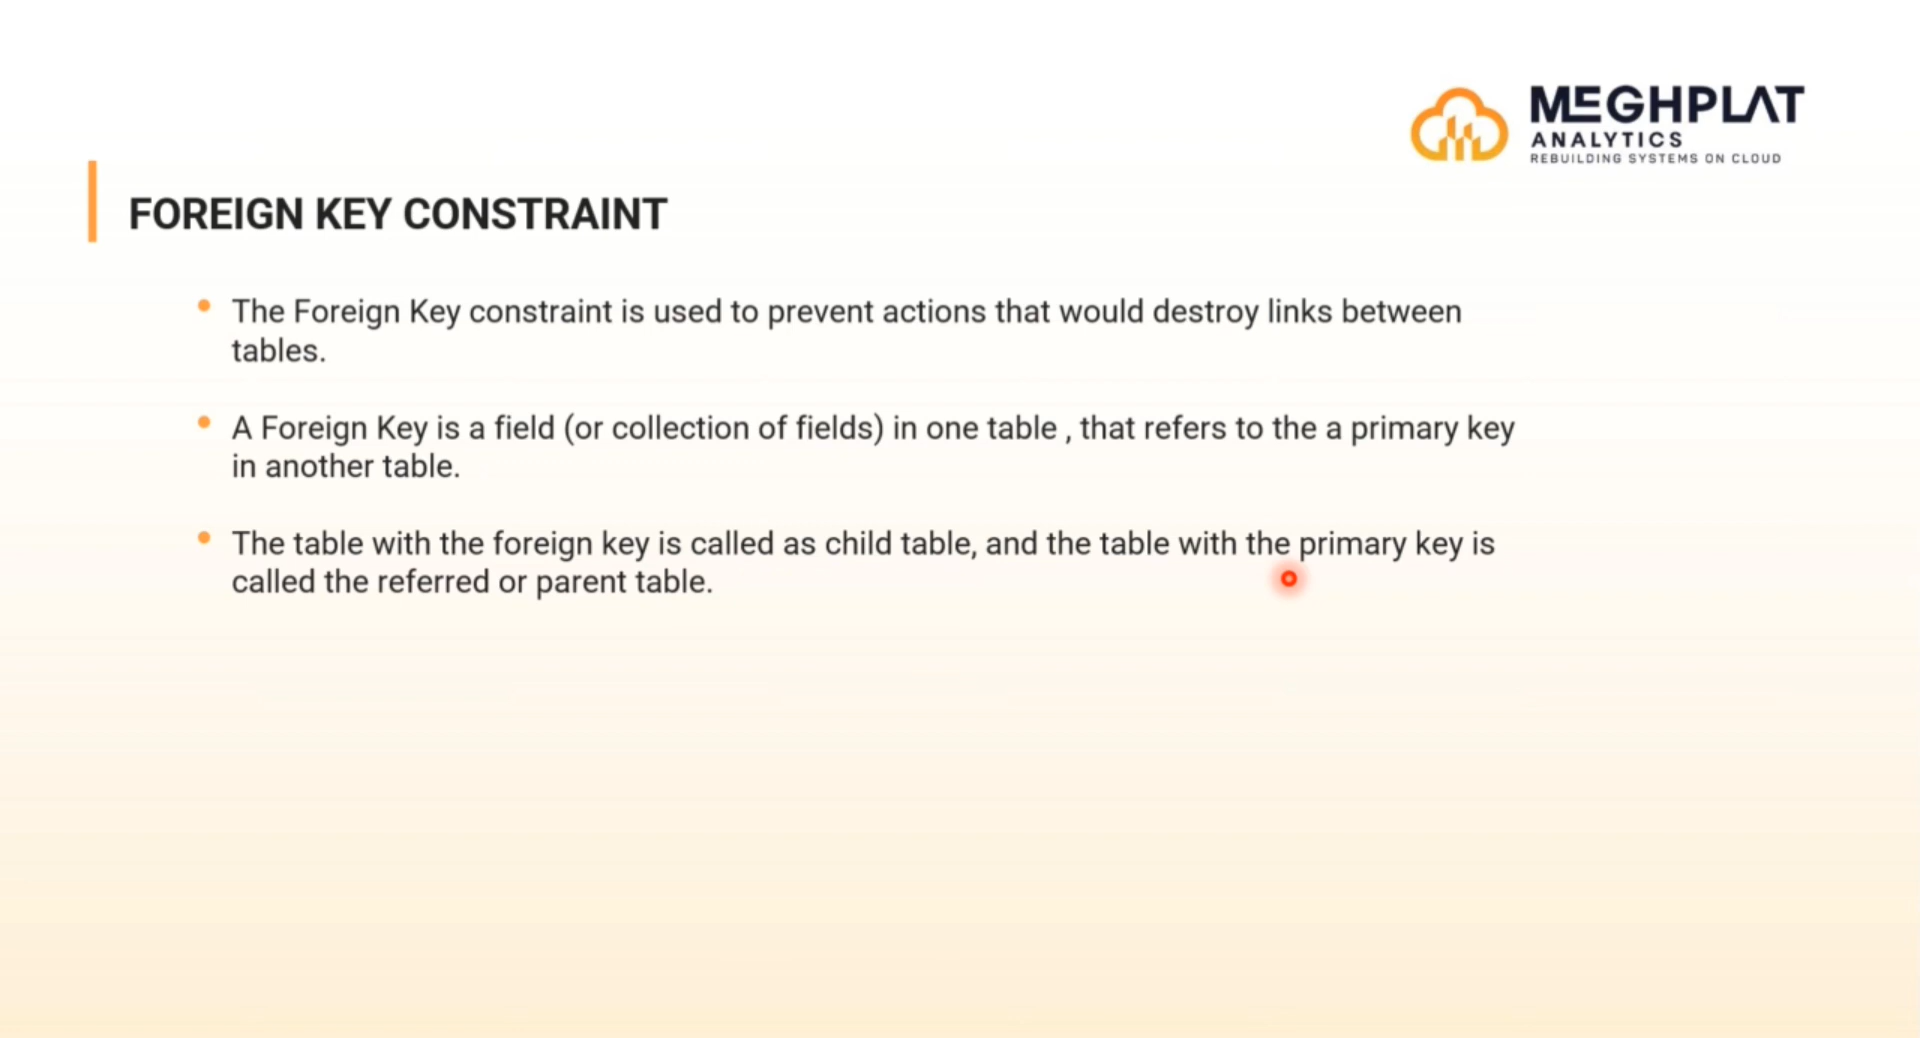 MEGHPLAT
ANALYTICS
REBUILDING SYSTEMS ON CLOUD
FOREIGN KEY CONSTRAINT
The Foreign Key constraint is used to prevent actions that would destroy links between
tables.
A Foreign Key is a field (or collection of fields) in one table , that refers to the a primary key
in another table.
The table with the foreign key is called as child table, and the table with the primary key is
called the referred or parent table.